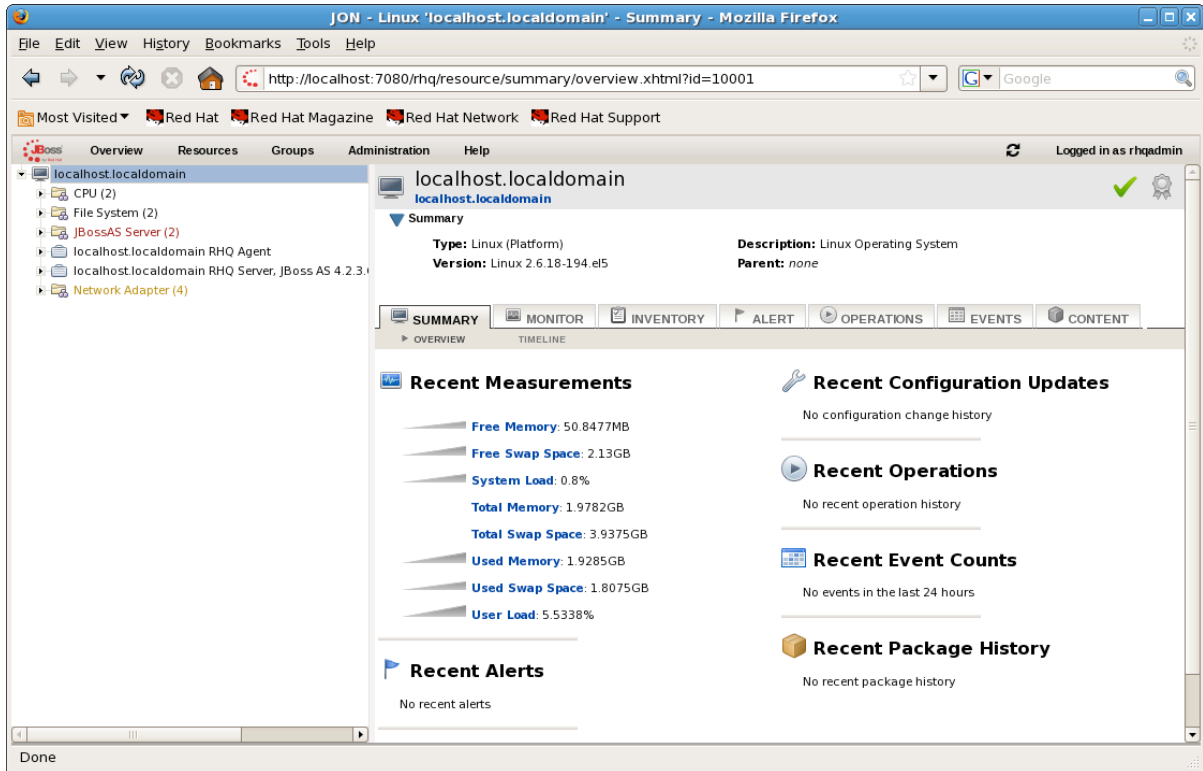 JON - Linux 'localhost.localdomain' - Summary - Mozilla Firefox
File Edit View History Bookmarks Tools Help
http://localhost:7080/rhq/resource/summary/overview.xhtml?id=10001
G Google
Most Visited Red Hat Red Hat Magazine Red Hat Network Red Hat Support
JBoss Overview Resources Groups Administration Help Logged in as rhqadmin
localhost.localdomain
CPU (2)
File System (2)
JBossAS Server (2)
localhost.localdomain RHQ Agent
localhost.localdomain RHQ Server, JBoss AS 4.2.3.
Network Adapter (4)
localhost.localdomain
localhost.localdomain
Summary
Type: Linux (Platform) Description: Linux Operating System
Version: Linux 2.6.18-194.el5 Parent: none
SUMMARY MONITOR INVENTORY ALERT OPERATIONS EVENTS CONTENT
OVERVIEW TIMELINE
Recent Measurements
Free Memory: 50.8477MB
Free Swap Space: 2.13GB
System Load: 0.8%
Total Memory: 1.9782GB
Total Swap Space: 3.9375GB
Used Memory: 1.9285GB
Used Swap Space: 1.8075GB
User Load: 5.5338%
Recent Alerts
No recent alerts
Recent Configuration Updates
No configuration change history
Recent Operations
No recent operation history
Recent Event Counts
No events in the last 24 hours
Recent Package History
No recent package history
Done